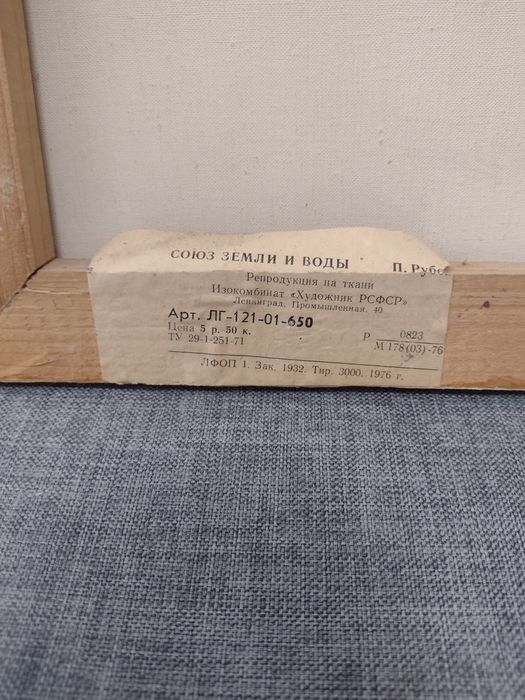 СОЮЗ ЗЕМЛИ И ВОДЫ П. Рубе
Репродукция на ткани
Изокомбинат «Художник РСФСР»
Ленинград, Промышленная, 40
Арт. ЛГ-121-01-650
Цена 5 р. 50 к.
ТУ 29-1-251-71
Р 0823
М 178(03)-76
ЛФОП 1. Зак. 1932. Тир. 3000. 1976 г.